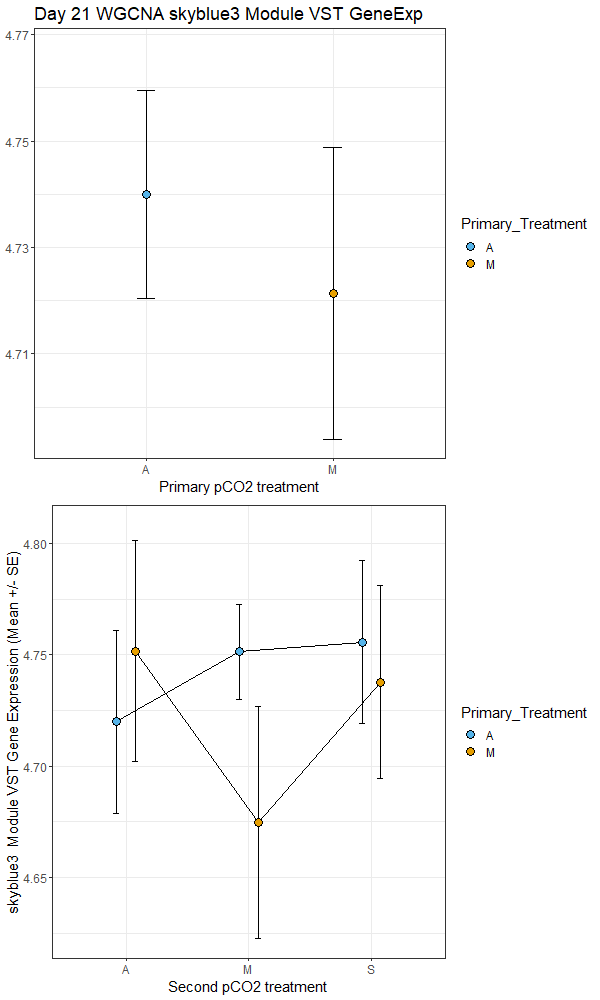 Day 21 WGCNA skyblue3 Module VST GeneExp
4.77
4.75
4.73
4.71
A
M
Primary pCO2 treatment
Primary_Treatment
A
M
skyblue3 Module VST Gene Expression (Mean +/- SE)
4.80
4.75
4.70
4.65
A
M
S
Second pCO2 treatment
Primary_Treatment
A
M